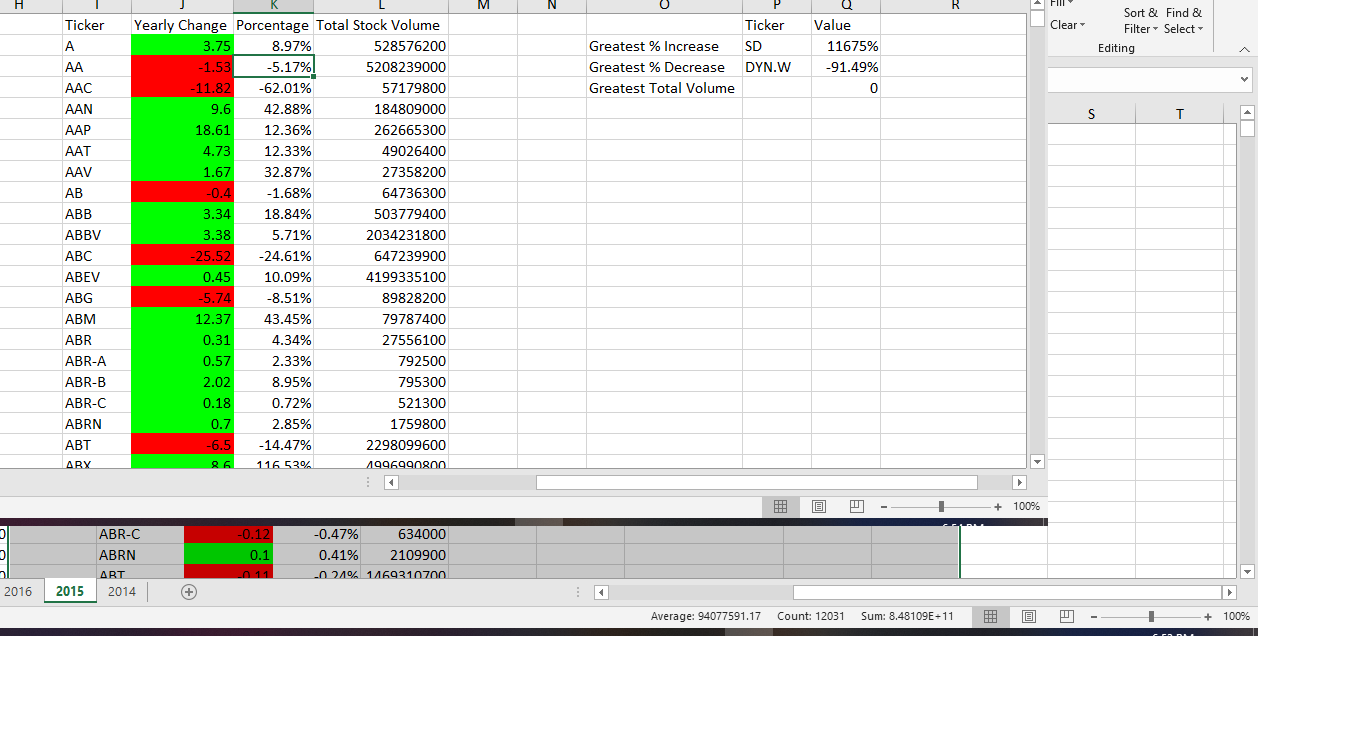 H I J K L M N O P Q R Fill
Ticker Yearly Change Porcentage Total Stock Volume Ticker Value Clear Sort & Filter Find & Select
Editing
A 3.75 8.97% 528576200 Greatest % Increase SD 11675%
AA -1.53 -5.17% 5208239000 Greatest % Decrease DYN.W -91.49%
AAC -11.82 -62.01% 57179800 Greatest Total Volume 0
AAN 9.6 42.88% 184809000 S T
AAP 18.61 12.36% 262665300
AAT 4.73 12.33% 49026400
AAV 1.67 32.87% 27358200
AB -0.4 -1.68% 64736300
ABB 3.34 18.84% 503779400
ABBV 3.38 5.71% 2034231800
ABC -25.52 -24.61% 647239900
ABEV 0.45 10.09% 4199335100
ABG -5.74 -8.51% 89828200
ABM 12.37 43.45% 79787400
ABR 0.31 4.34% 27556100
ABR-A 0.57 2.33% 792500
ABR-B 2.02 8.95% 795300
ABR-C 0.18 0.72% 521300
ABRN 0.7 2.85% 1759800
ABT -6.5 -14.47% 2298099600
ABX 8.6 116.53% 4996990800
100%
0 ABR-C -0.12 -0.47% 634000
0 ABRN 0.1 0.41% 2109900
0 ABT -0.11 -0.24% 1469310700
2016 2015 2014
Average: 94077591.17 Count: 12031 Sum: 8.48109E+11 100%